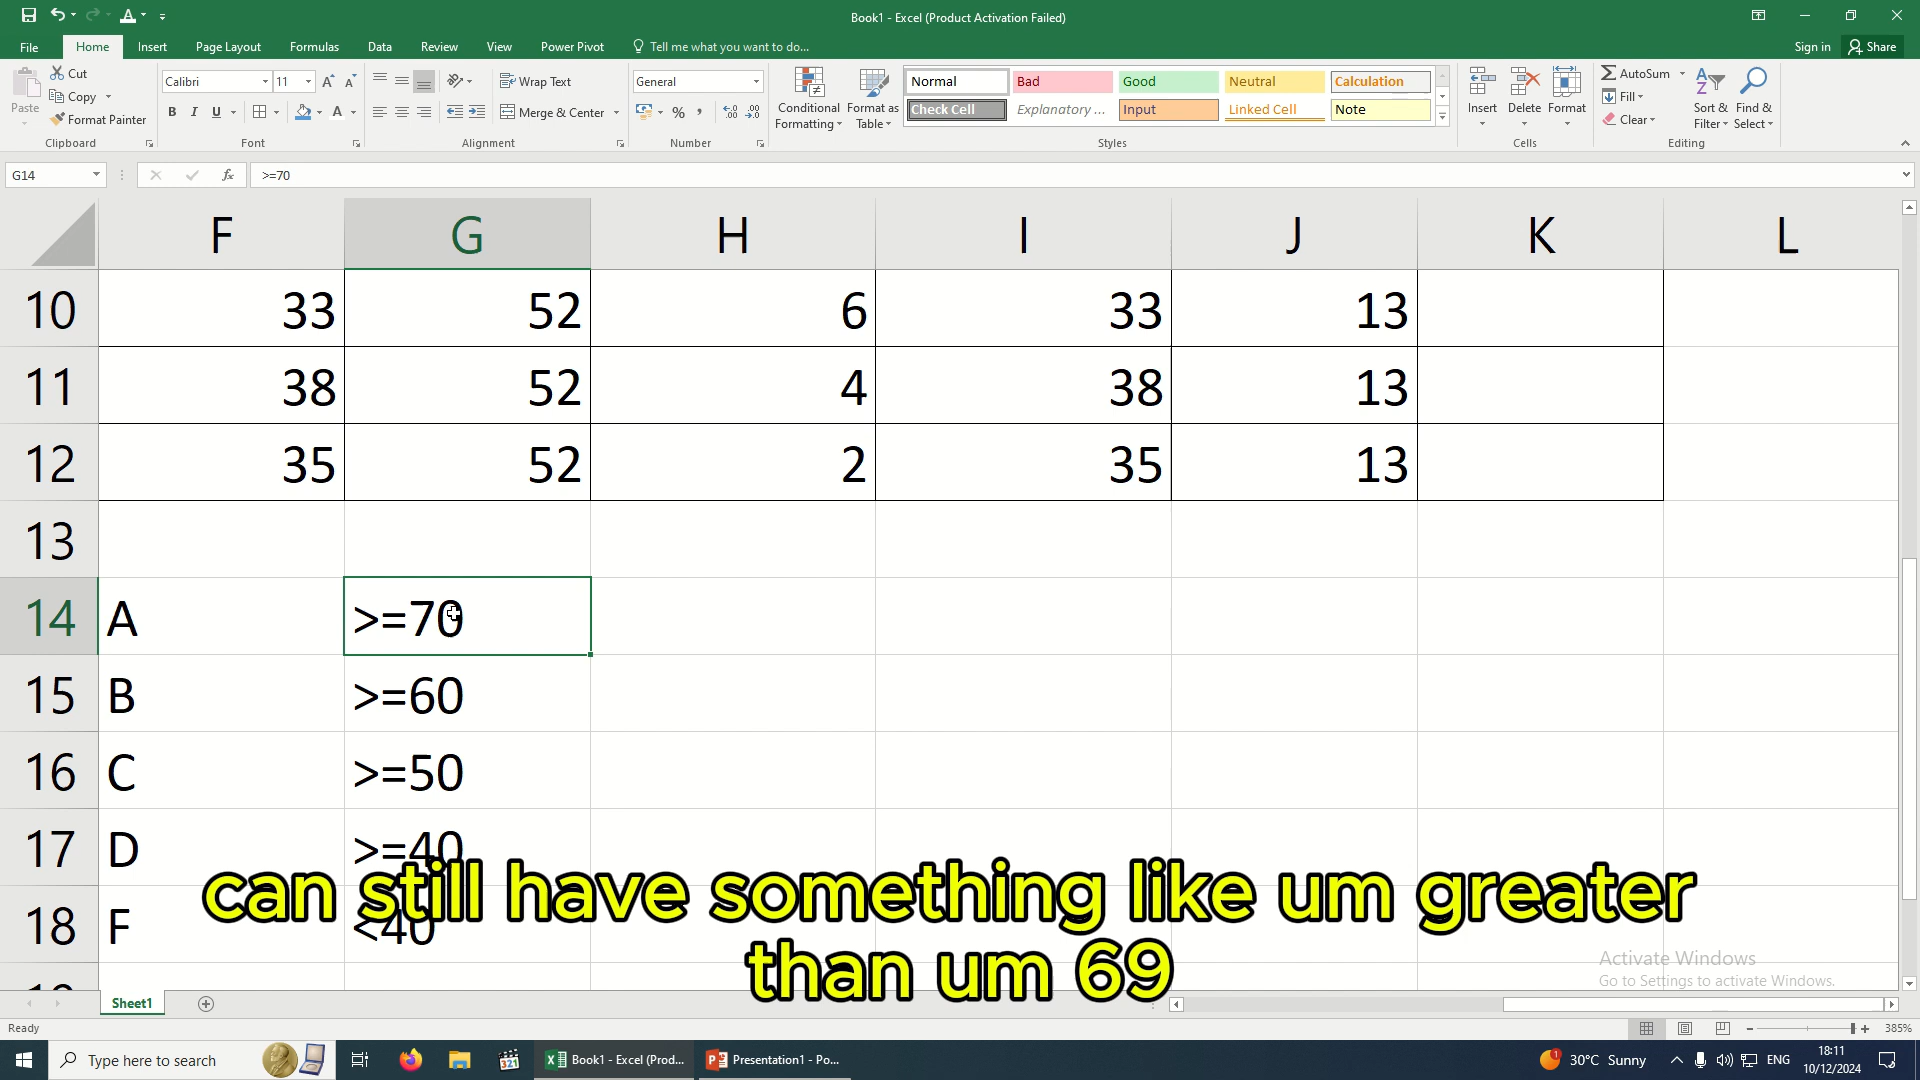 Book1 - Excel (Product Activation Failed)
File Home Insert Page Layout Formulas Data Review View Power Pivot Tell me what you want to do... Sign in Share
Paste Cut Copy Format Painter Clipboard
Calibri 11 B I U Font
Wrap Text Merge & Center Alignment
General % , Number
Conditional Formatting Format as Table
Normal Bad Good Neutral Calculation
Check Cell Explanatory ... Input Linked Cell Note
Styles
Insert Delete Format Cells
AutoSum Fill Clear Sort & Filter Find & Select Editing
G14 fx >=70
F G H I J K L
10 33 52 6 33 13
11 38 52 4 38 13
12 35 52 2 35 13
13
14 A >=70
15 B >=60
16 C >=50
17 D >=40
18 F <40
can still have something like um greater
than um 69
Activate Windows
Go to Settings to activate Windows.
Sheet1
Ready 385%
Type here to search Book1 - Excel (Prod... Presentation1 - Po... 30°C Sunny ENG 18:11
10/12/2024